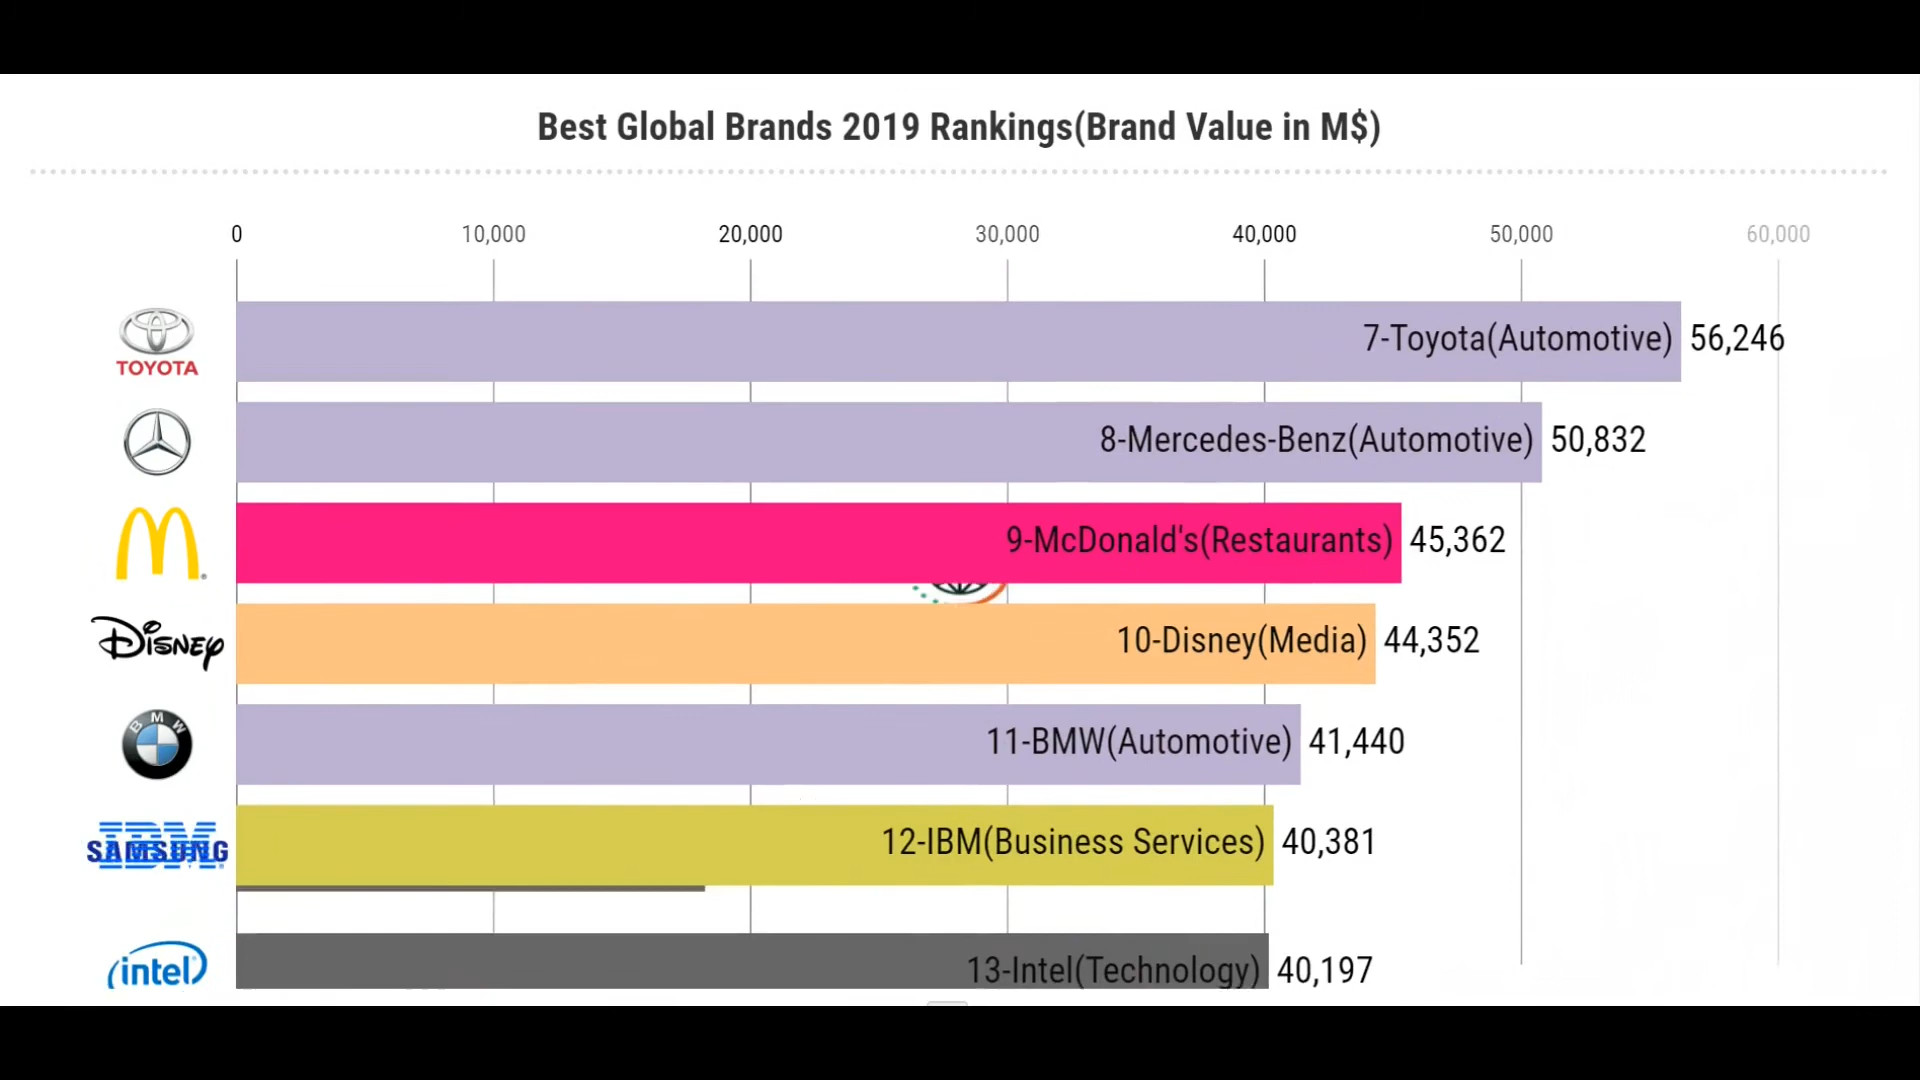 Best Global Brands 2019 Rankings(Brand Value in M$)
0 10,000 20,000 30,000 40,000 50,000 60,000
TOYOTA
7-Toyota(Automotive) 56,246
8-Mercedes-Benz(Automotive) 50,832
9-McDonald's(Restaurants) 45,362
Disney
10-Disney(Media) 44,352
BMW
11-BMW(Automotive) 41,440
IBM
SAMSUNG
12-IBM(Business Services) 40,381
intel
13-Intel(Technology) 40,197